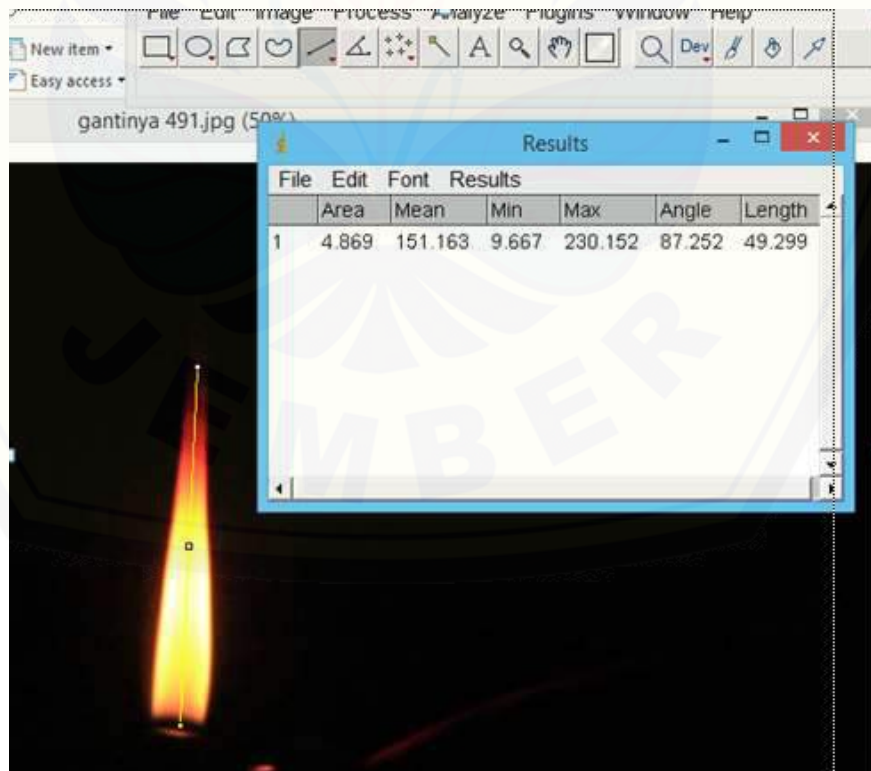 File Edit Image Process Analyze Plugins Window Help
New item
A Dev
Easy access
gantinya 491.jpg (50%)
Results
File Edit Font Results
Area Mean Min Max Angle Length
1 4.869 151.163 9.667 230.152 87.252 49.299
JEMBER